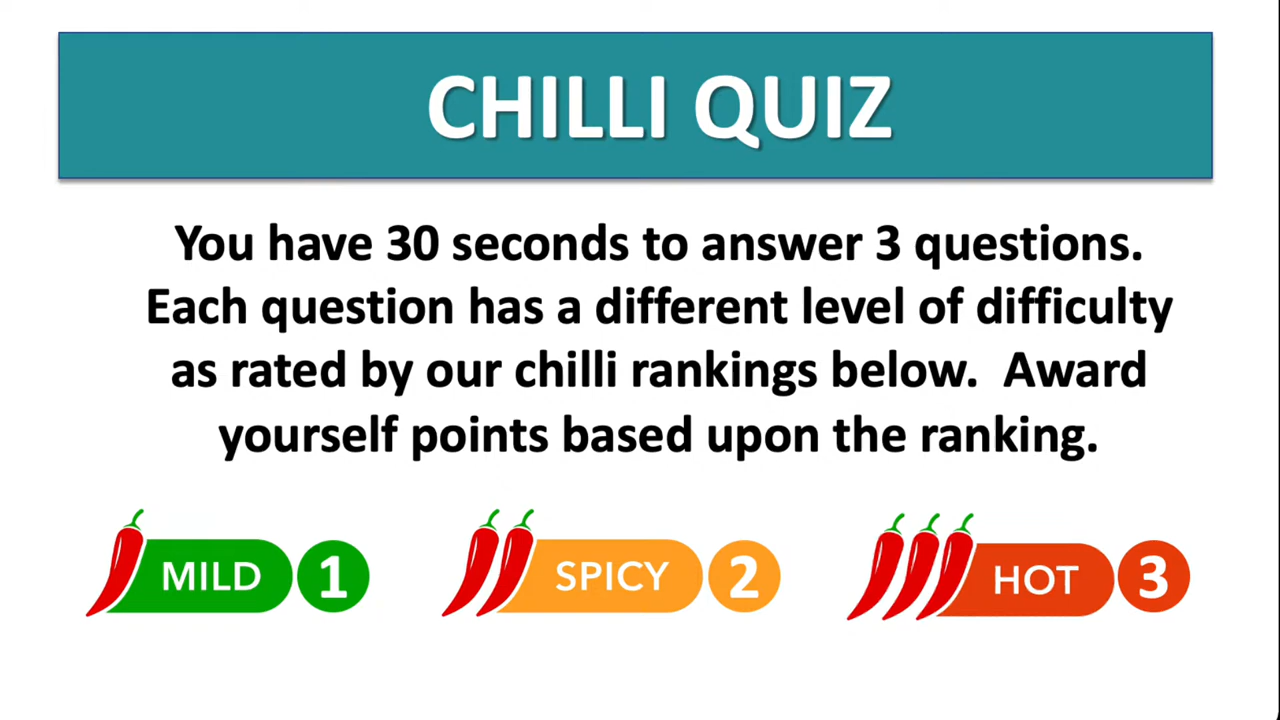 CHILLI QUIZ
You have 30 seconds to answer 3 questions.
Each question has a different level of difficulty
as rated by our chilli rankings below.  Award
yourself points based upon the ranking.
MILD 1 SPICY 2 HOT 3